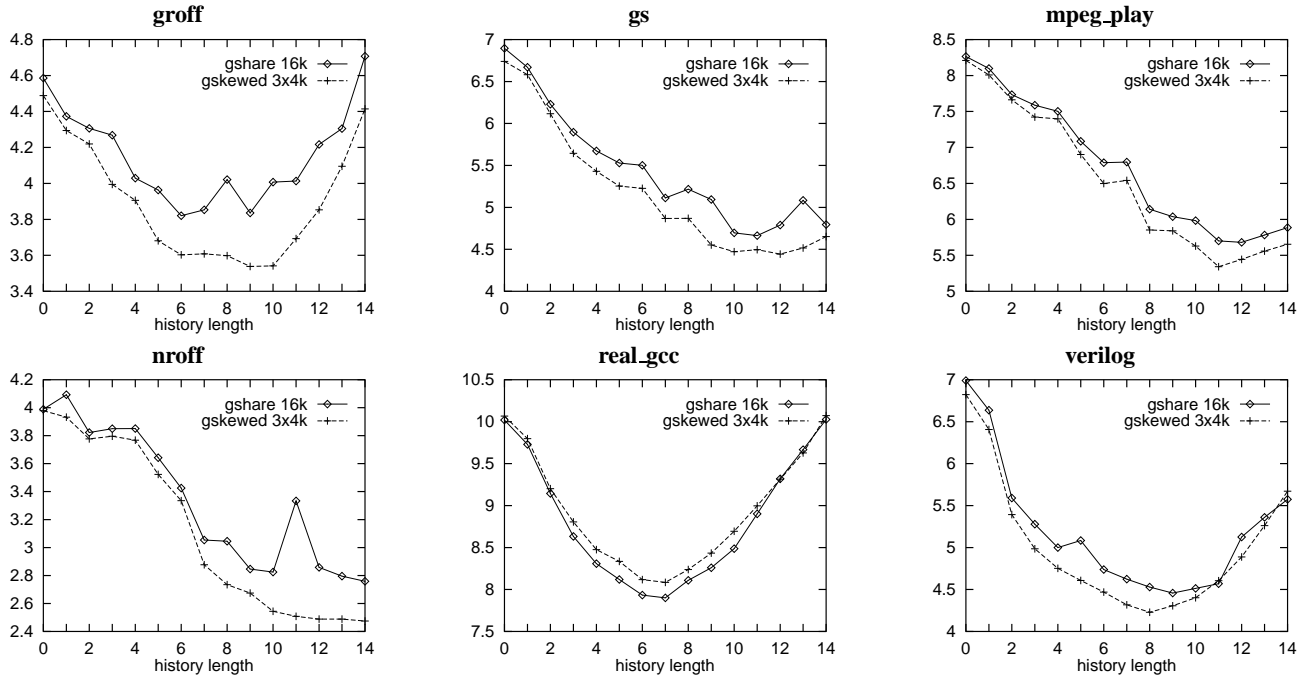 groff
4.8
4.6
4.4
4.2
4
3.8
3.6
3.4
0 2 4 6 8 10 12 14
history length
gshare 16k
gskewed 3x4k
gs
7
6.5
6
5.5
5
4.5
4
0 2 4 6 8 10 12 14
history length
gshare 16k
gskewed 3x4k
mpeg_play
8.5
8
7.5
7
6.5
6
5.5
5
0 2 4 6 8 10 12 14
history length
gshare 16k
gskewed 3x4k
nroff
4.2
4
3.8
3.6
3.4
3.2
3
2.8
2.6
2.4
0 2 4 6 8 10 12 14
history length
gshare 16k
gskewed 3x4k
real_gcc
10.5
10
9.5
9
8.5
8
7.5
0 2 4 6 8 10 12 14
history length
gshare 16k
gskewed 3x4k
verilog
7
6.5
6
5.5
5
4.5
4
0 2 4 6 8 10 12 14
history length
gshare 16k
gskewed 3x4k